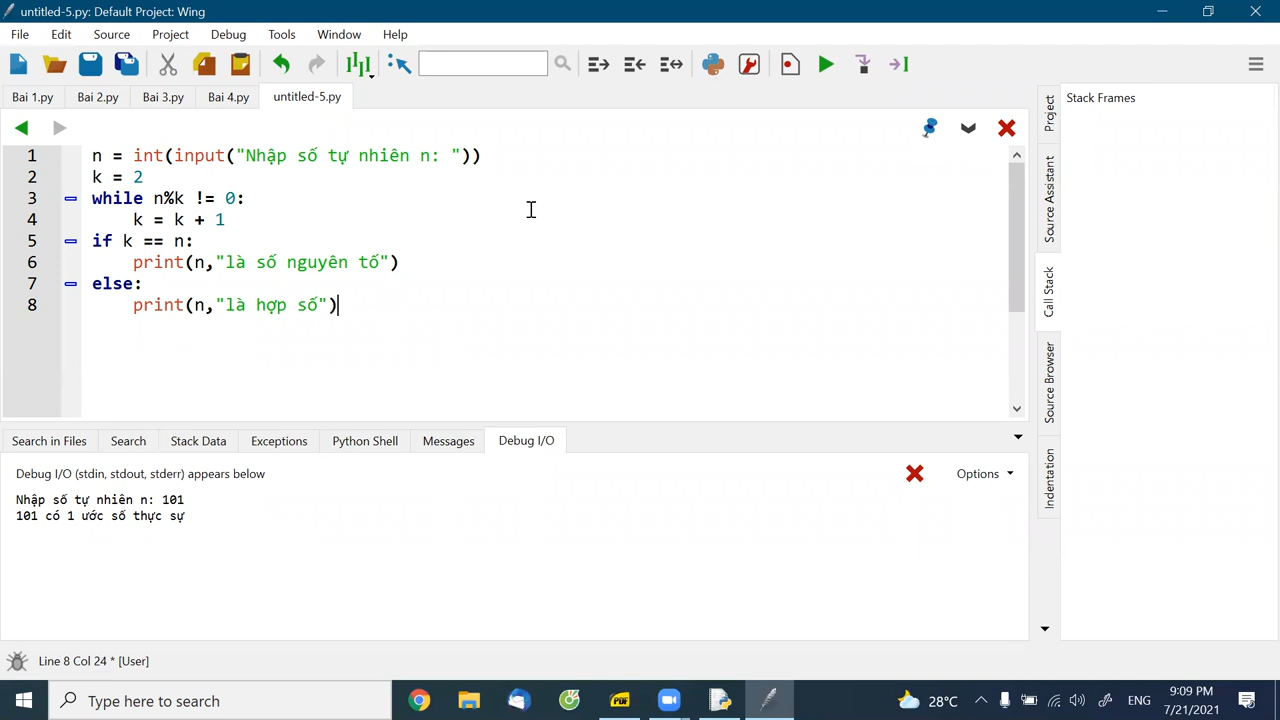 untitled-5.py: Default Project: Wing
File Edit Source Project Debug Tools Window Help
Bai 1.py Bai 2.py Bai 3.py Bai 4.py untitled-5.py
1 n = int(input("Nhập số tự nhiên n: "))
2 k = 2
3 while n%k != 0:
4 k = k + 1
5 if k == n:
6 print(n,"là số nguyên tố")
7 else:
8 print(n,"là hợp số")
Project
Source Assistant
Call Stack
Source Browser
Indentation
Stack Frames
Search in Files Search Stack Data Exceptions Python Shell Messages Debug I/O
Debug I/O (stdin, stdout, stderr) appears below Options
Nhập số tự nhiên n: 101
101 có 1 ước số thực sự
Line 8 Col 24 * [User]
Type here to search
PDF
28°C
ENG
9:09 PM
7/21/2021